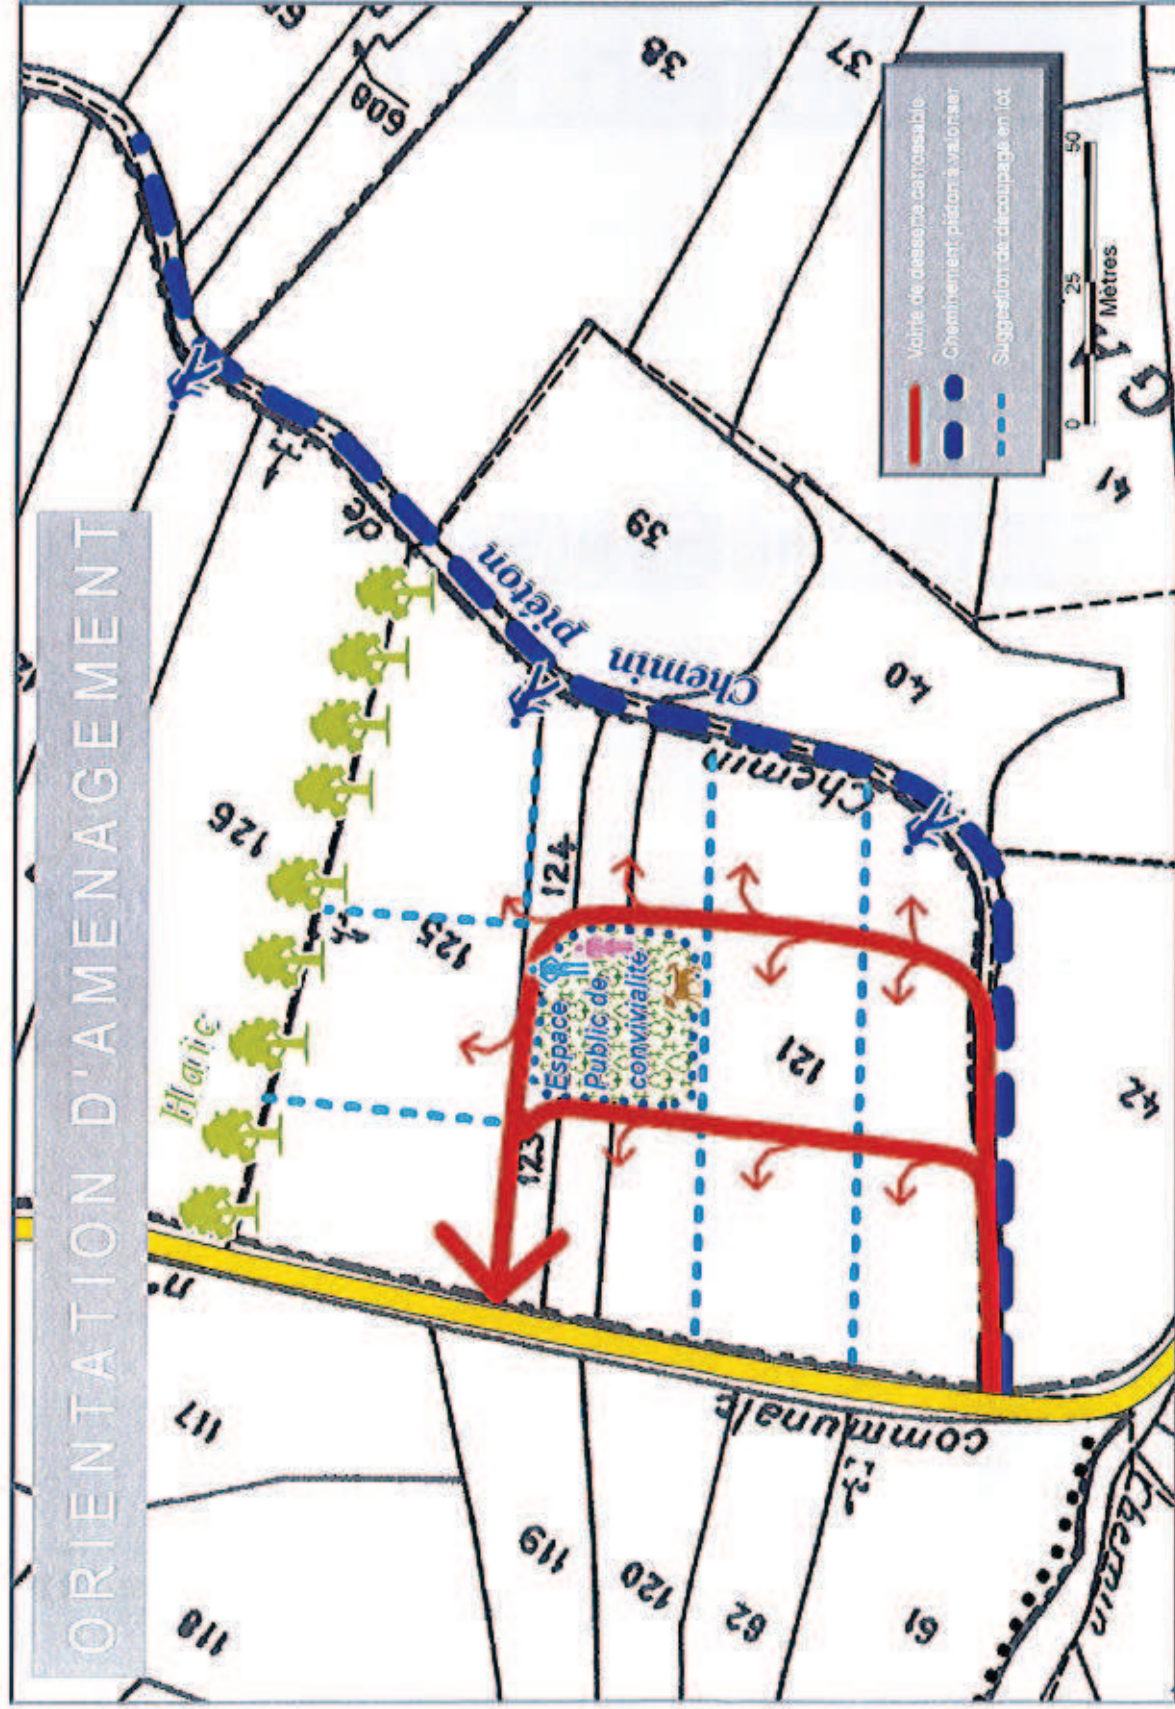 ORIENTATION D'AMENAGEMENT
Haie
de
Chemin piéton
Chemin
Espace
Public de
convivialité
communale
n°
Chemin
118
117
119
120
62
61
123
124
125
126
121
42
40
39
41
38
37
608
Voirie de desserte carrossable
Cheminement piéton à valoriser
Suggestion de découpage en lot
0 25 50
Mètres